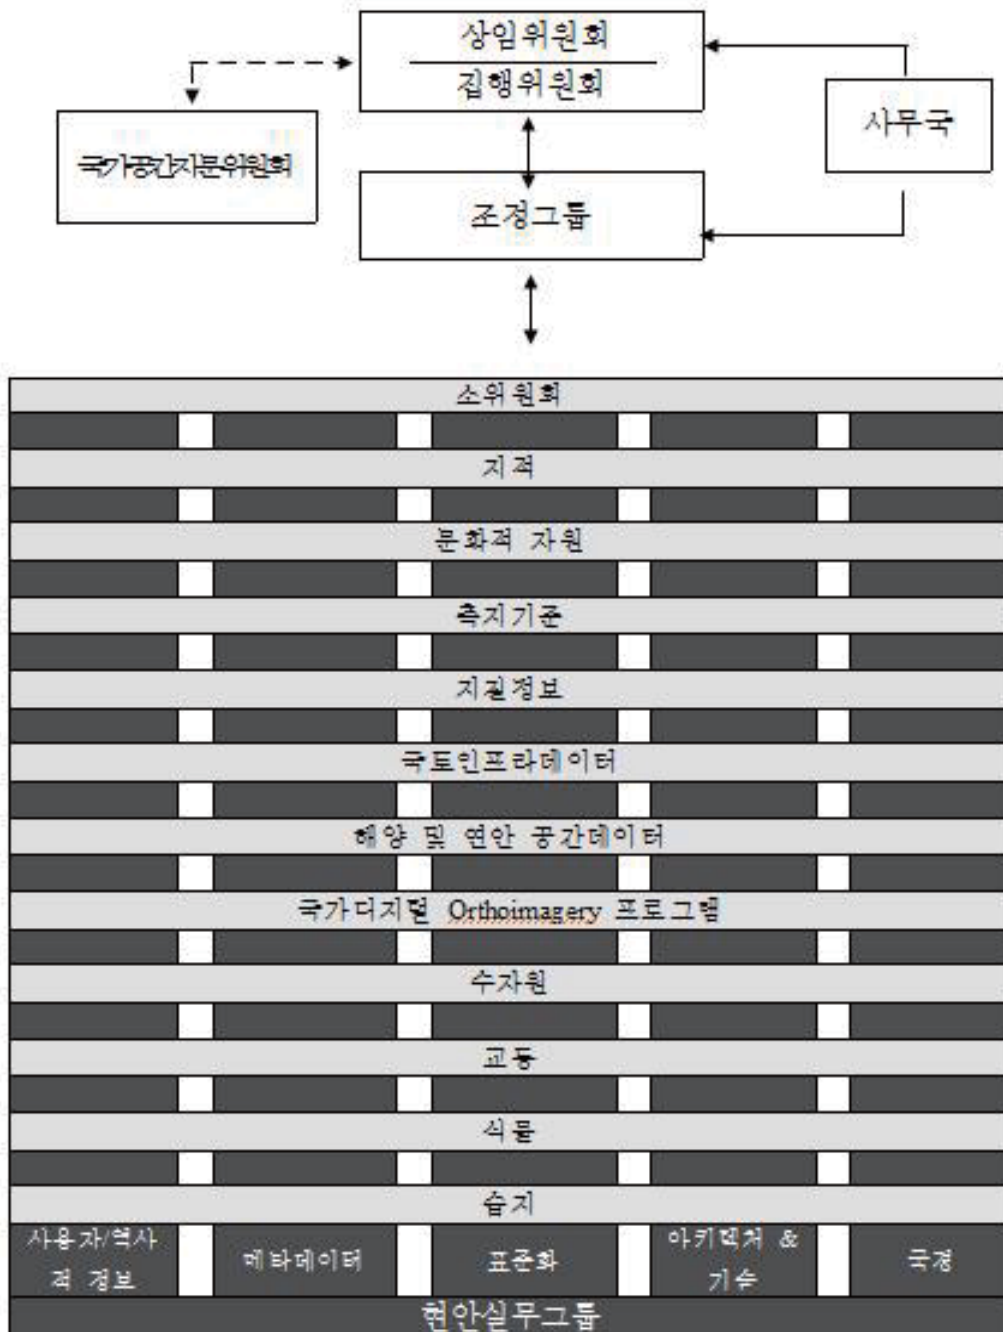 상임위원회
집행위원회
사무국
국가공간자문위원회
조정그룹
소위원회
지적
문화적 자원
측지기준
지질정보
국토인프라데이터
해양 및 연안 공간데이터
국가디지털 Orthoimagery 프로그램
수자원
교통
식물
습지
사용자/역사
적 정보
메타데이터
표준화
아키텍처 &
기술
국경
현안실무그룹